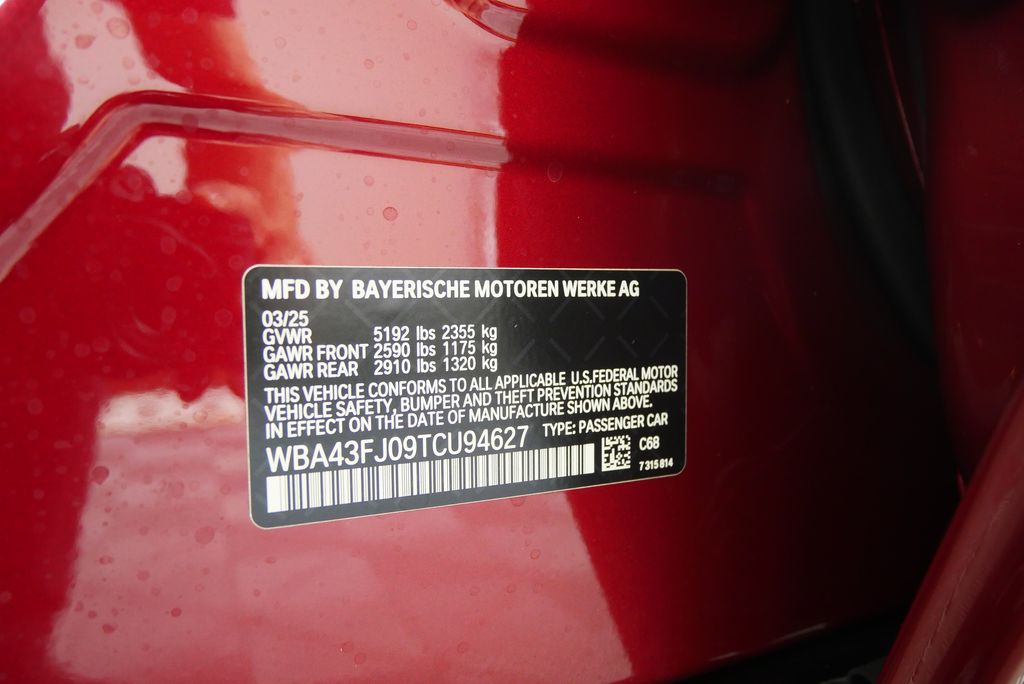 MFD BY BAYERISCHE MOTOREN WERKE AG
03/25
GVWR 5192 lbs 2355 kg
GAWR FRONT 2590 lbs 1175 kg
GAWR REAR 2910 lbs 1320 kg
THIS VEHICLE CONFORMS TO ALL APPLICABLE U.S.FEDERAL MOTOR
VEHICLE SAFETY, BUMPER AND THEFT PREVENTION STANDARDS
IN EFFECT ON THE DATE OF MANUFACTURE SHOWN ABOVE.
WBA43FJ09TCU94627 TYPE: PASSENGER CAR
C68
7 315 814